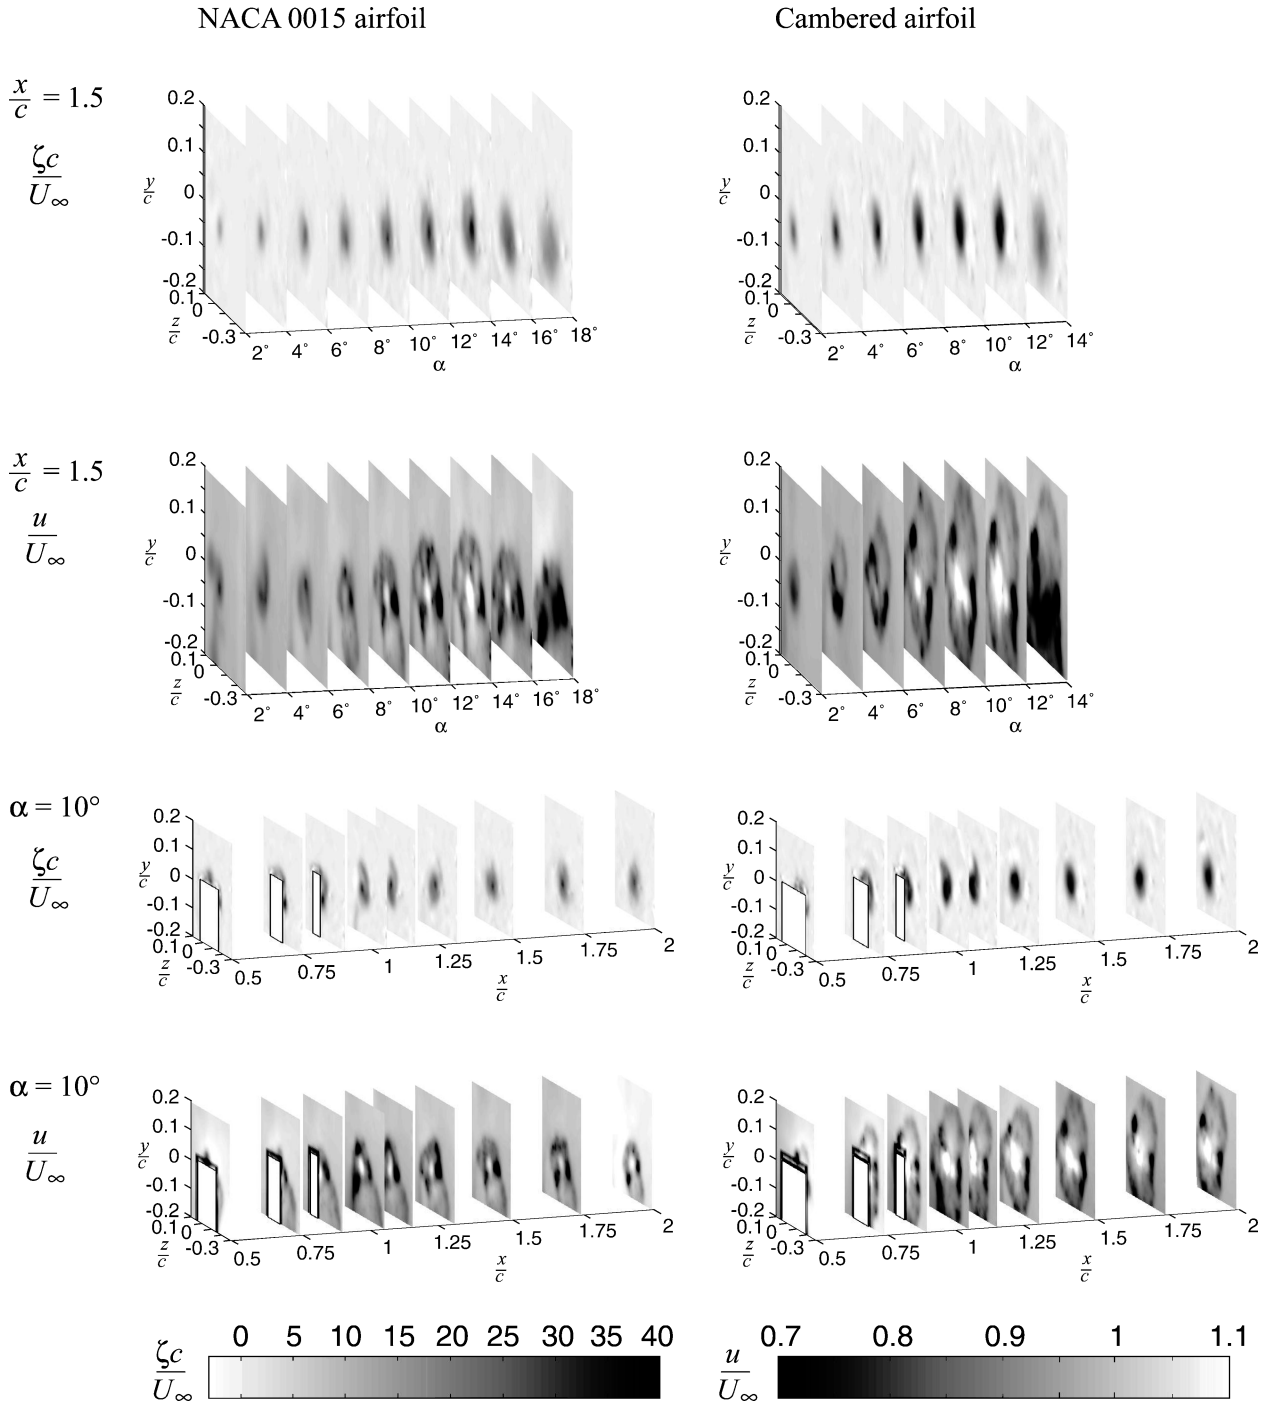 NACA 0015 airfoil
Cambered airfoil
x/c = 1.5
ζc/U∞
0.2
0.1
y/c 0
-0.1
-0.2
0.1
0
z/c -0.3
2° 4° 6° 8° 10° 12° 14° 16° 18°
α
0.2
0.1
y/c 0
-0.1
-0.2
0.1
0
z/c -0.3
2° 4° 6° 8° 10° 12° 14°
α
x/c = 1.5
u/U∞
0.2
0.1
y/c 0
-0.1
-0.2
0.1
0
z/c -0.3
2° 4° 6° 8° 10° 12° 14° 16° 18°
α
0.2
0.1
y/c 0
-0.1
-0.2
0.1
0
z/c -0.3
2° 4° 6° 8° 10° 12° 14°
α
α = 10°
ζc/U∞
0.2
0.1
y/c 0
-0.1
-0.2
0.1
0
z/c -0.3
0.5 0.75 1 1.25 1.5 1.75 2
x/c
0.2
0.1
y/c 0
-0.1
-0.2
0.1
0
z/c -0.3
0.5 0.75 1 1.25 1.5 1.75 2
x/c
α = 10°
u/U∞
0.2
0.1
y/c 0
-0.1
-0.2
0.1
0
z/c -0.3
0.5 0.75 1 1.25 1.5 1.75 2
x/c
0.2
0.1
y/c 0
-0.1
-0.2
0.1
0
z/c -0.3
0.5 0.75 1 1.25 1.5 1.75 2
x/c
ζc/U∞
0 5 10 15 20 25 30 35 40
u/U∞
0.7 0.8 0.9 1 1.1